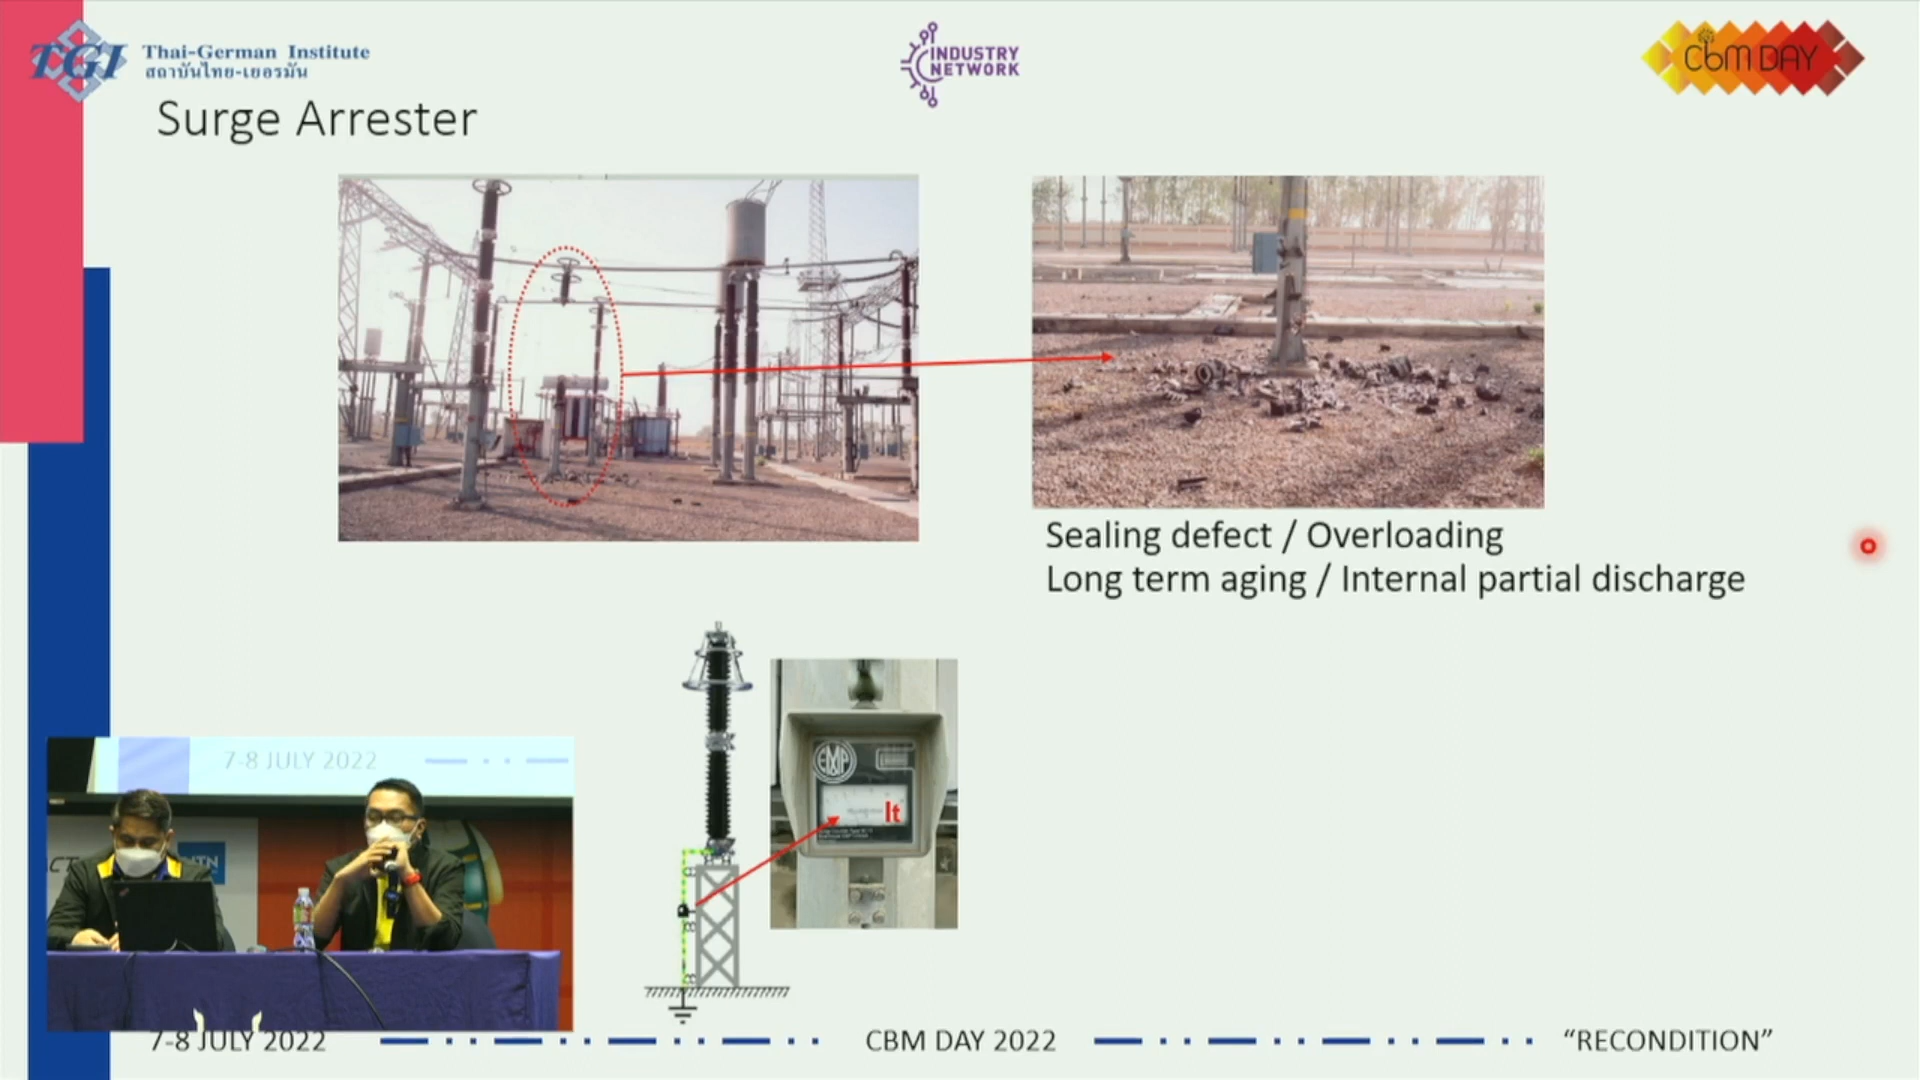 TGI
Thai-German Institute
สถาบันไทย-เยอรมัน
INDUSTRY
NETWORK
CbM DAY
Surge Arrester
Sealing defect / Overloading
Long term aging / Internal partial discharge
It
7-8 JULY 2022
7-8 JULY 2022
CBM DAY 2022
“RECONDITION”